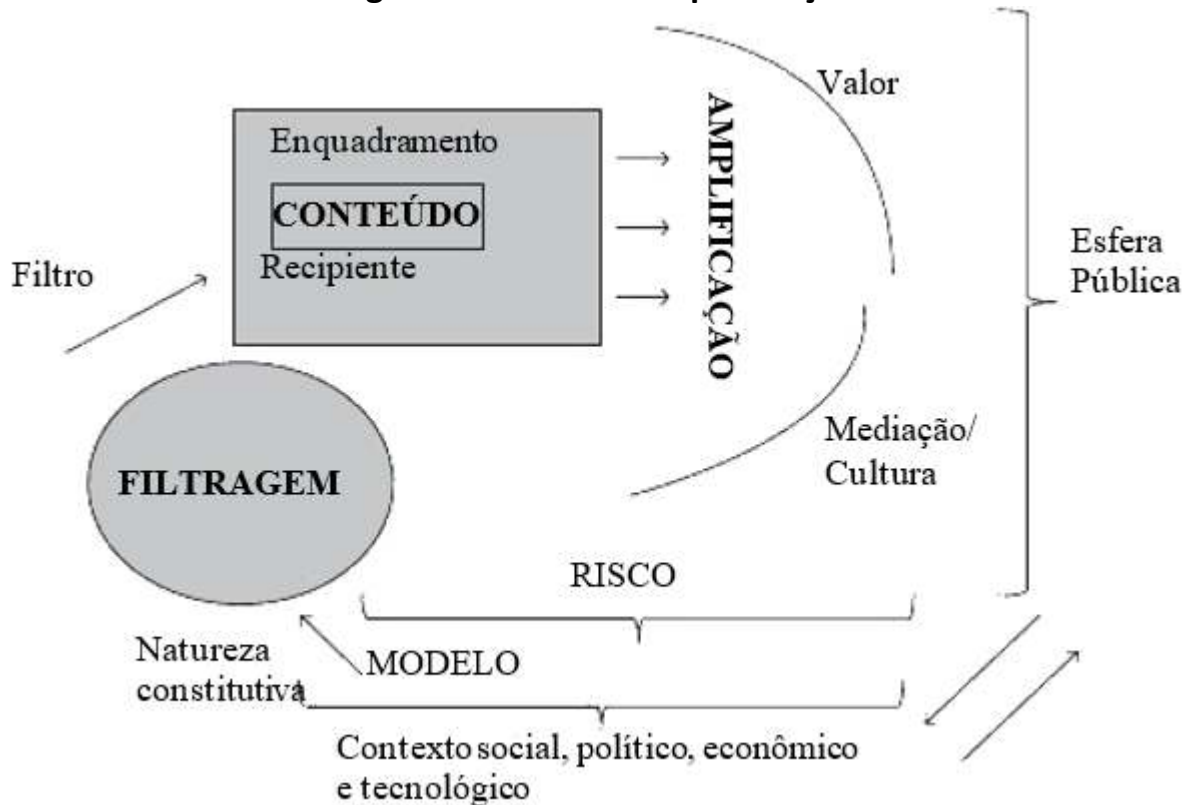 Valor
Enquadramento
CONTEÚDO
Recipiente
AMPLIFICAÇÃO
Filtro
Esfera
Pública
FILTRAGEM
Mediação/
Cultura
RISCO
Natureza
constitutiva
MODELO
Contexto social, político, econômico
e tecnológico